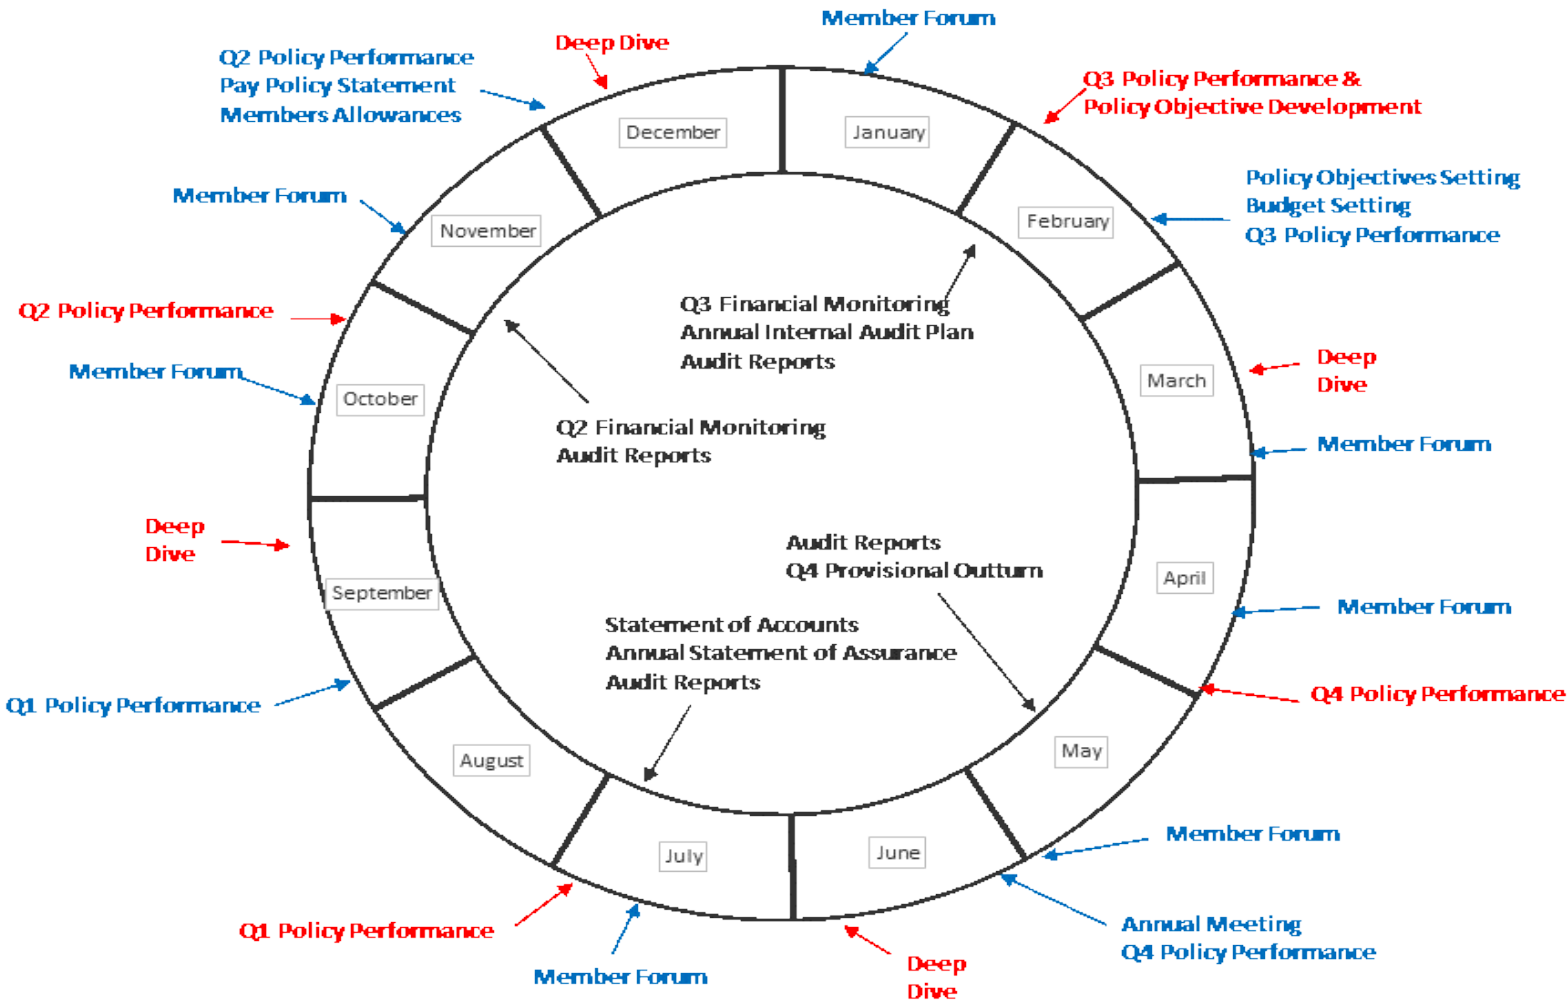 Member Forum
Deep Dive
Q2 Policy Performance
Pay Policy Statement
Members Allowances
Q3 Policy Performance &
Policy Objective Development
December
January
Policy Objectives Setting
Budget Setting
Q3 Policy Performance
Member Forum
November
February
Q2 Policy Performance
Q3 Financial Monitoring
Annual Internal Audit Plan
Audit Reports
Member Forum
October
March
Deep
Dive
Q2 Financial Monitoring
Audit Reports
Member Forum
Deep
Dive
Audit Reports
Q4 Provisional Outturn
April
September
Member Forum
Statement of Accounts
Annual Statement of Assurance
Audit Reports
Q1 Policy Performance
Q4 Policy Performance
August
May
Member Forum
July
June
Q1 Policy Performance
Annual Meeting
Q4 Policy Performance
Member Forum
Deep
Dive